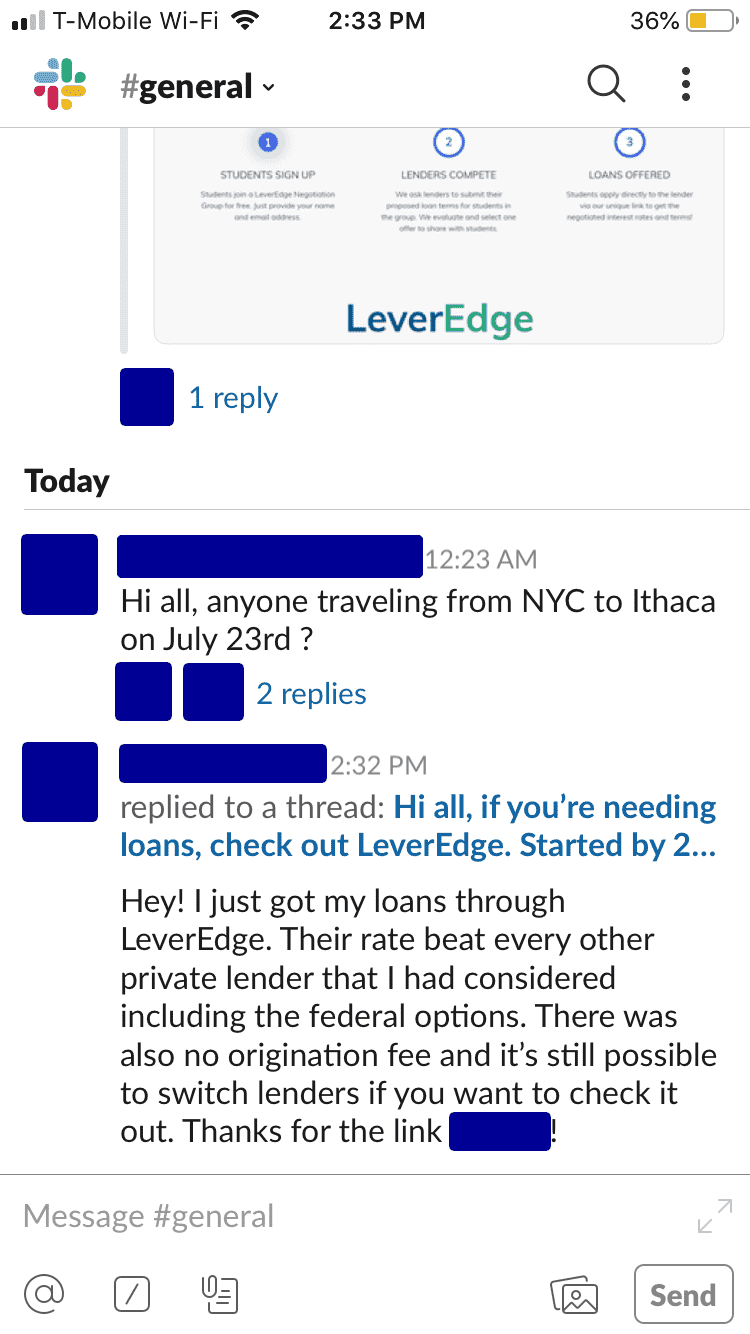 T-Mobile Wi-Fi 2:33 PM 36%
#general
1 2 3
STUDENTS SIGN UP LENDERS COMPETE LOANS OFFERED
Students join a LeverEdge Negotiation We ask lenders to submit their Students apply directly to the lender
Group for free. Just provide your name proposed loan terms for students in via our unique link to get the
and email address. the group. We evaluate and select one negotiated interest rates and terms!
offer to share with students.
LeverEdge
1 reply
Today
12:23 AM
Hi all, anyone traveling from NYC to Ithaca
on July 23rd ?
2 replies
2:32 PM
replied to a thread: Hi all, if you’re needing
loans, check out LeverEdge. Started by 2...
Hey! I just got my loans through
LeverEdge. Their rate beat every other
private lender that I had considered
including the federal options. There was
also no origination fee and it’s still possible
to switch lenders if you want to check it
out. Thanks for the link !
Message #general
@ / Send